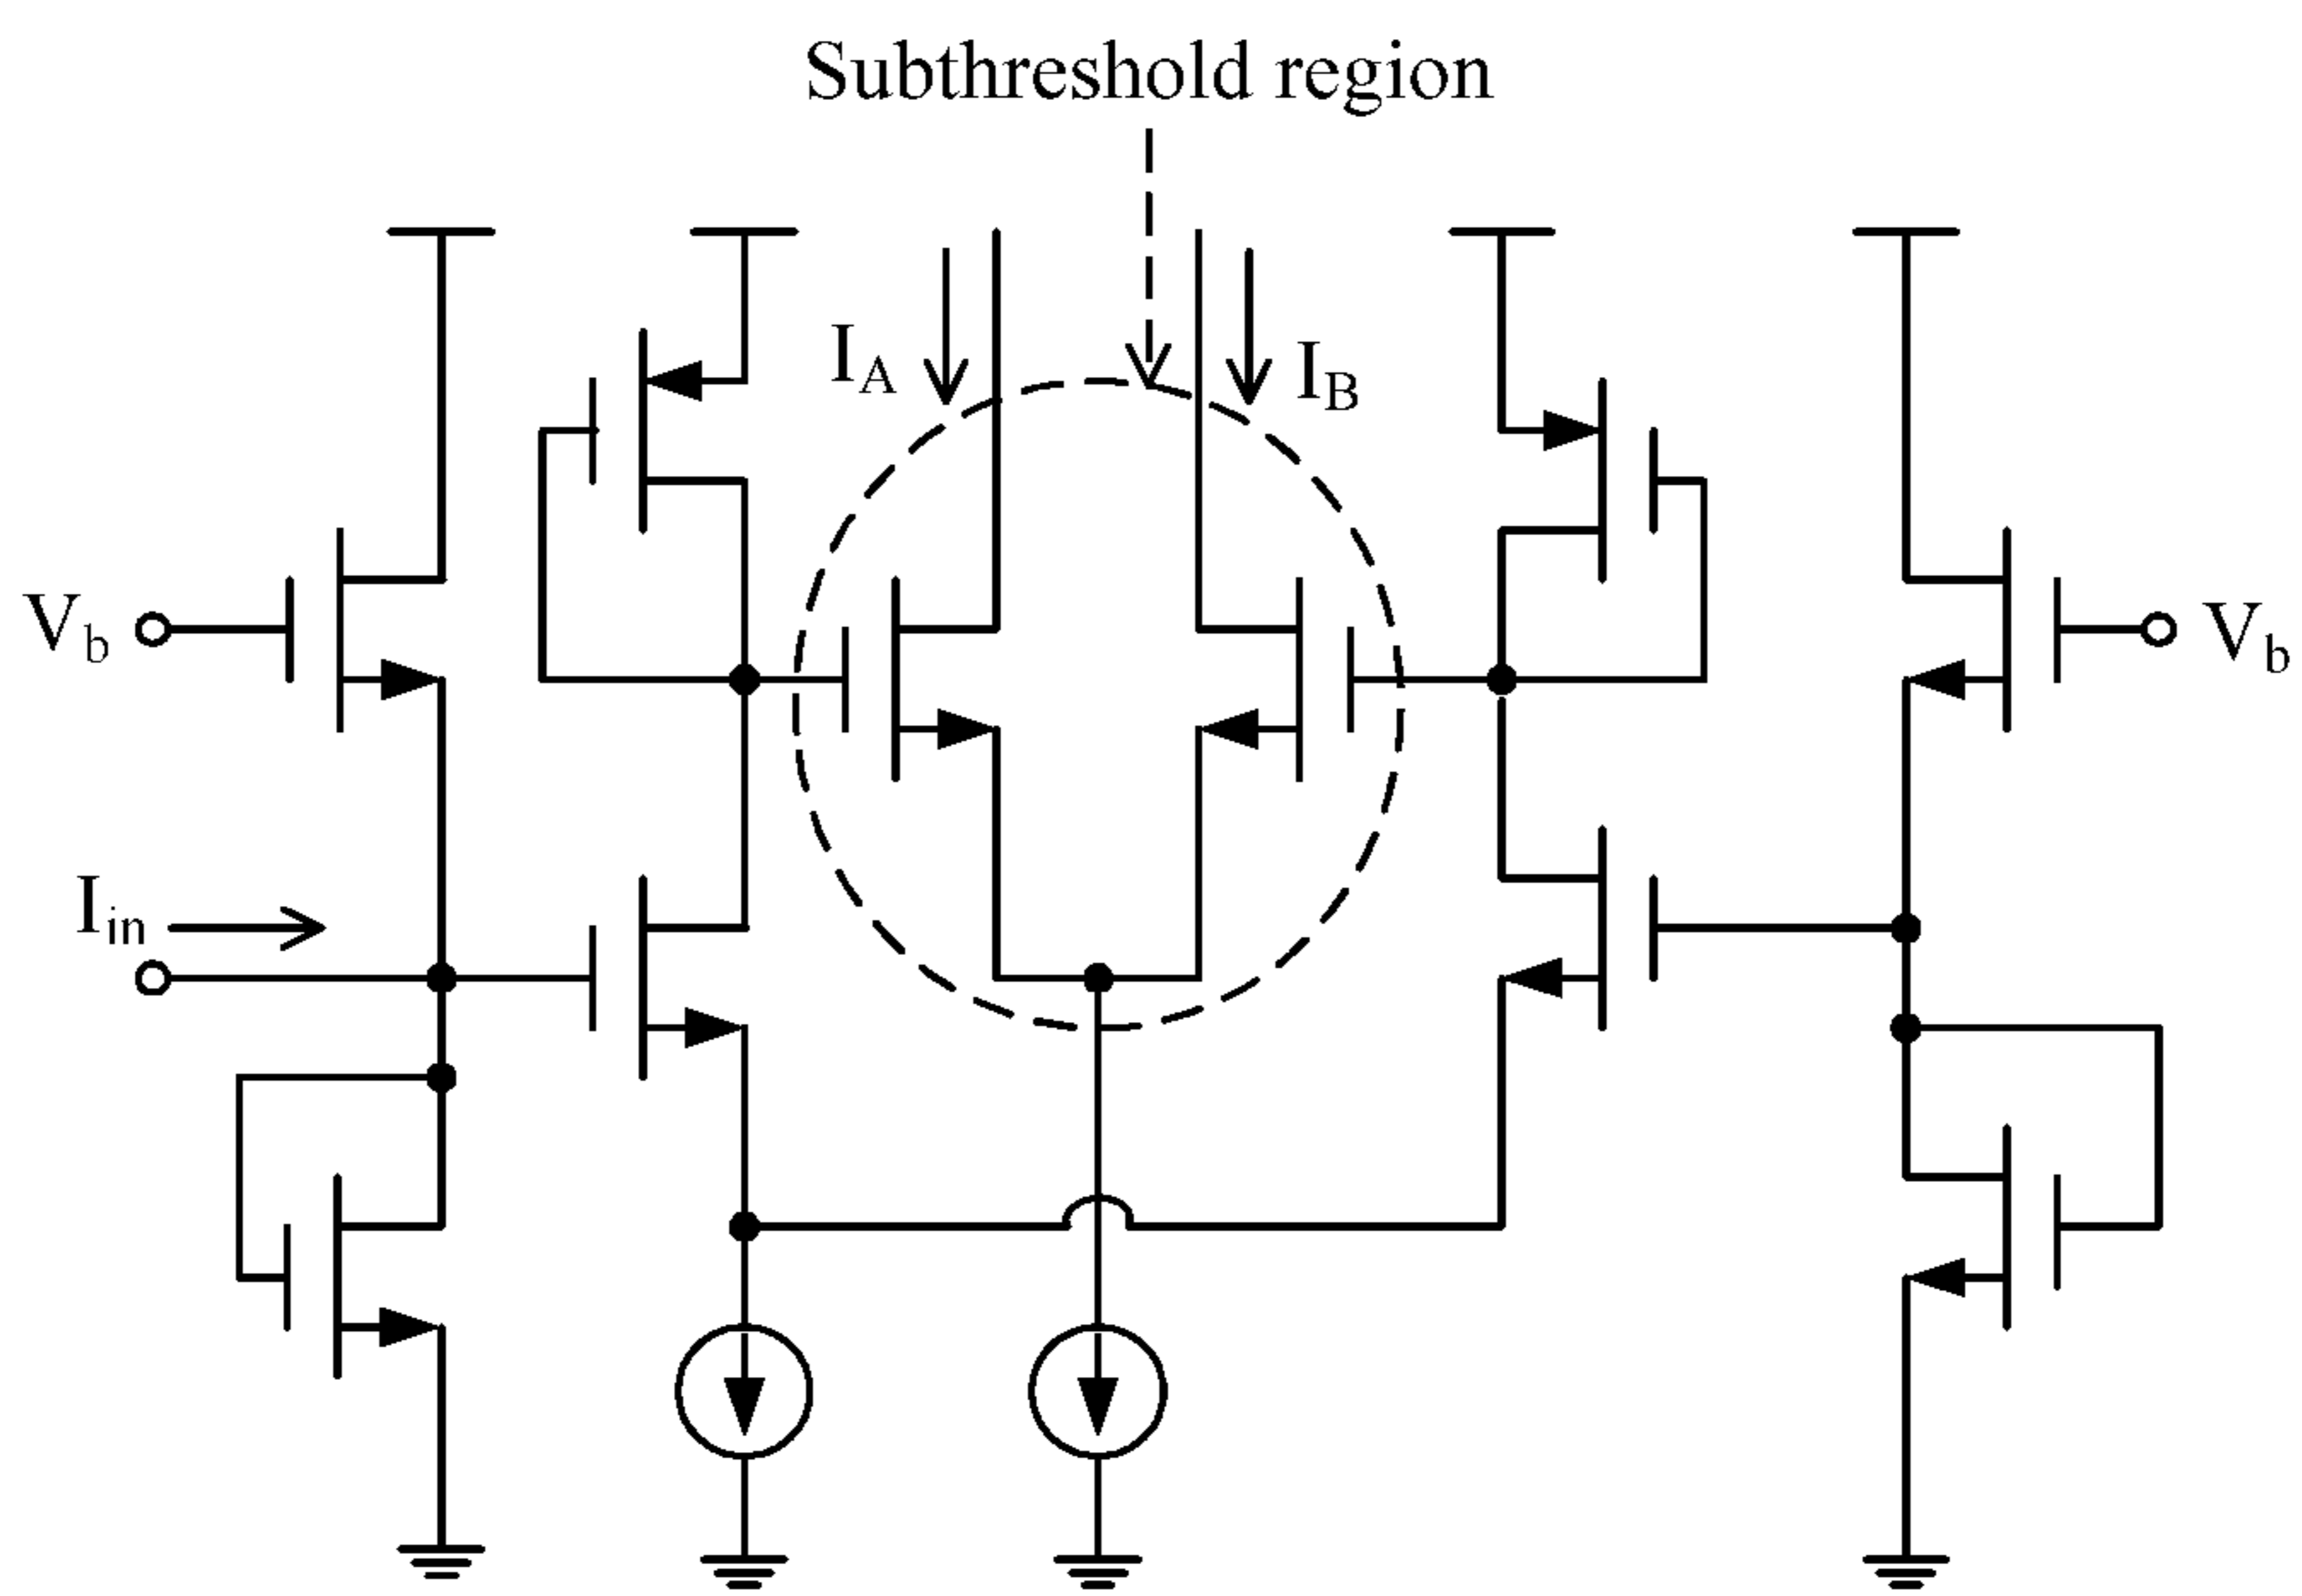 Subthreshold region
I_A
I_B
V_b
V_b
I_in